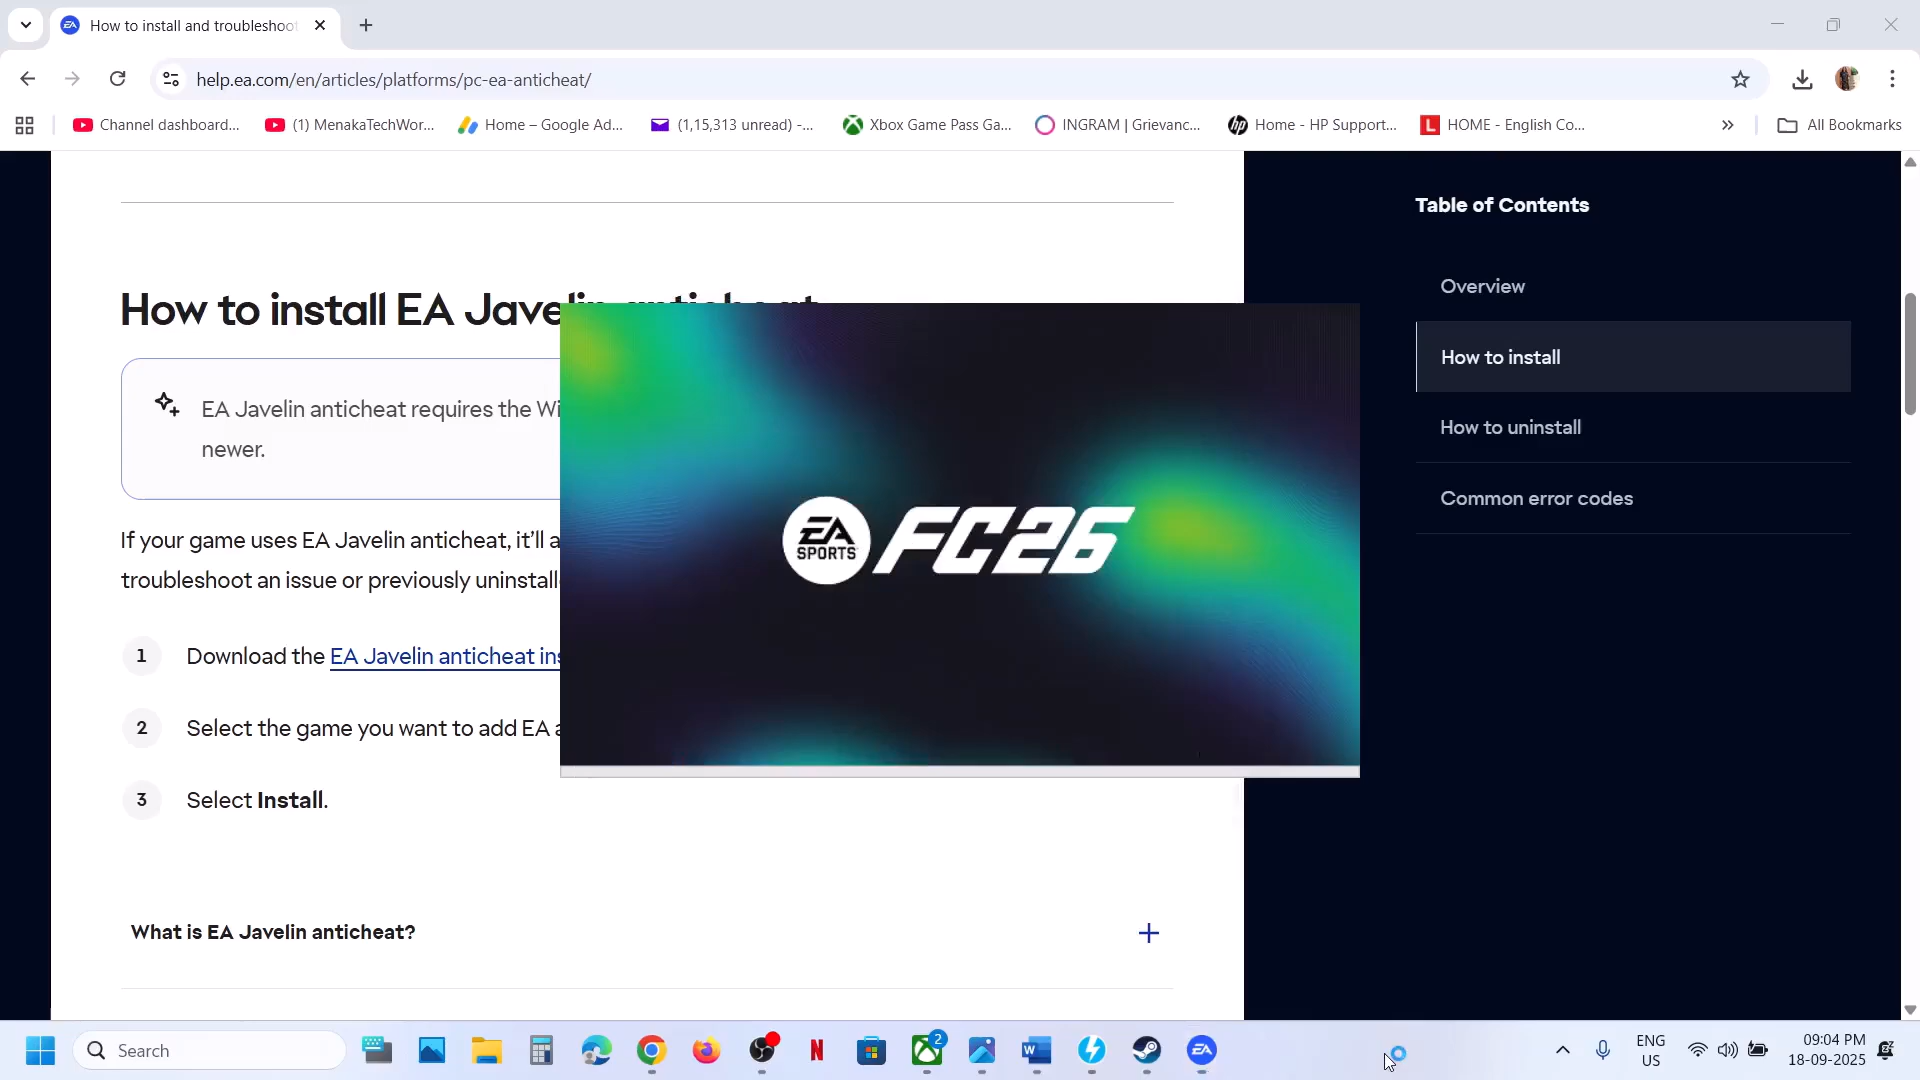 How to install and troubleshoot
help.ea.com/en/articles/platforms/pc-ea-anticheat/
Channel dashboard...
(1) MenakaTechWor...
Home – Google Ad...
(1,15,313 unread) -...
Xbox Game Pass Ga...
INGRAM | Grievanc...
Home - HP Support...
HOME - English Co...
All Bookmarks
How to install EA Javelin anticheat
EA Javelin anticheat requires the Wi
newer.
If your game uses EA Javelin anticheat, it'll a
troubleshoot an issue or previously uninstall
1 Download the EA Javelin anticheat ins
2 Select the game you want to add EA a
3 Select Install.
What is EA Javelin anticheat?
EA
SPORTS
FC26
Table of Contents
Overview
How to install
How to uninstall
Common error codes
Search
2
ENG
US
09:04 PM
18-09-2025